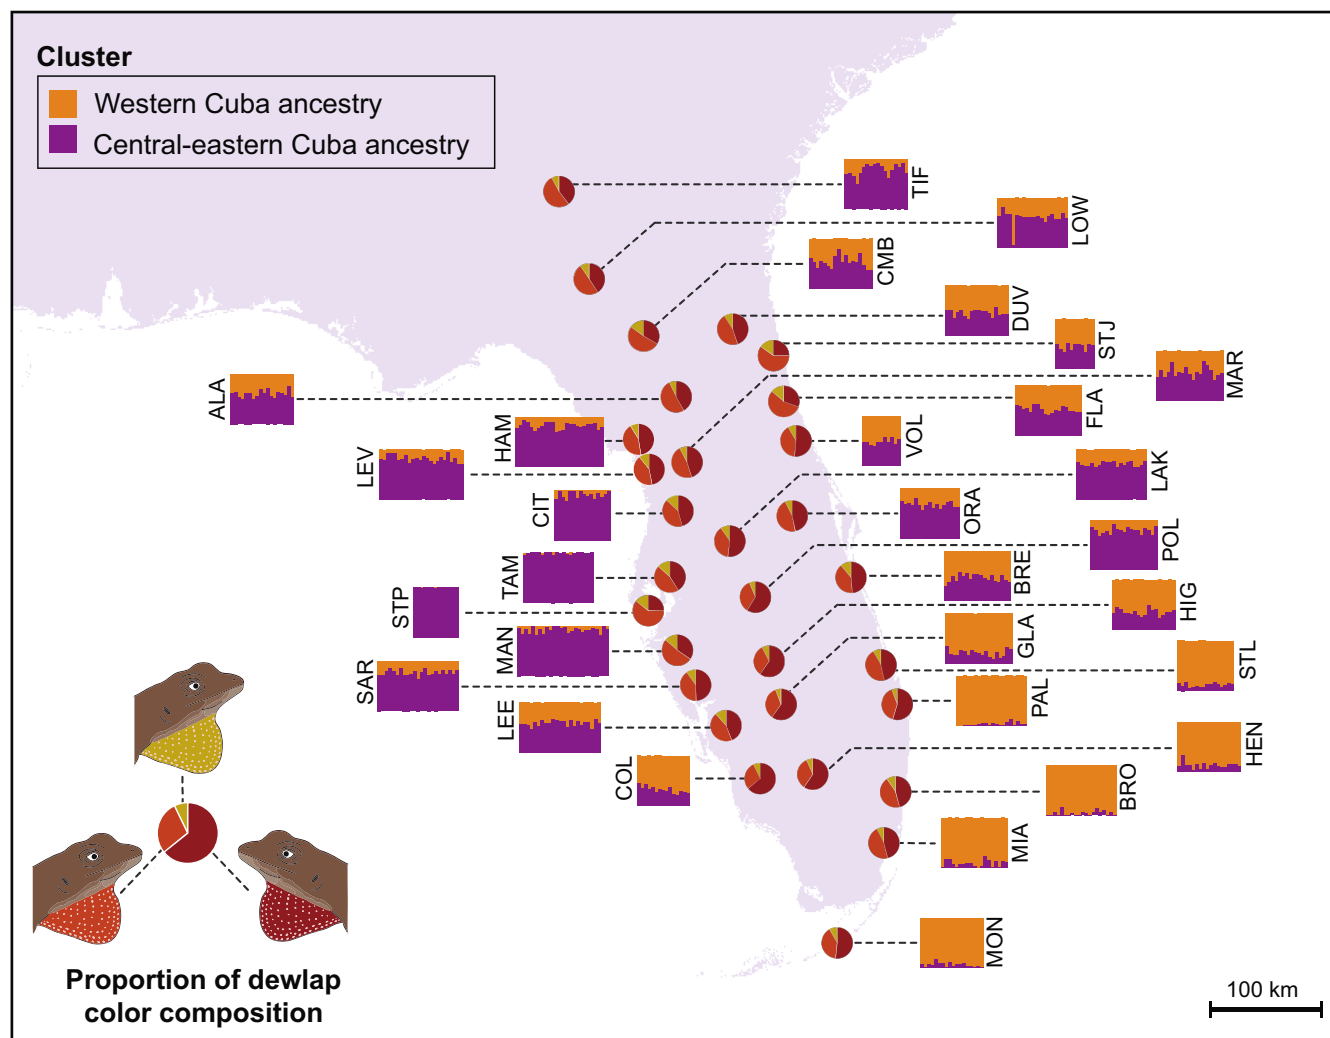 Cluster
Western Cuba ancestry
Central-eastern Cuba ancestry
TIF
LOW
CMB
DUV
STJ
MAR
ALA
FLA
HAM
VOL
LEV
LAK
CIT
ORA
POL
TAM
BRE
STP
HIG
MAN
GLA
STL
SAR
PAL
LEE
HEN
COL
BRO
MIA
MON
Proportion of dewlap
color composition
100 km